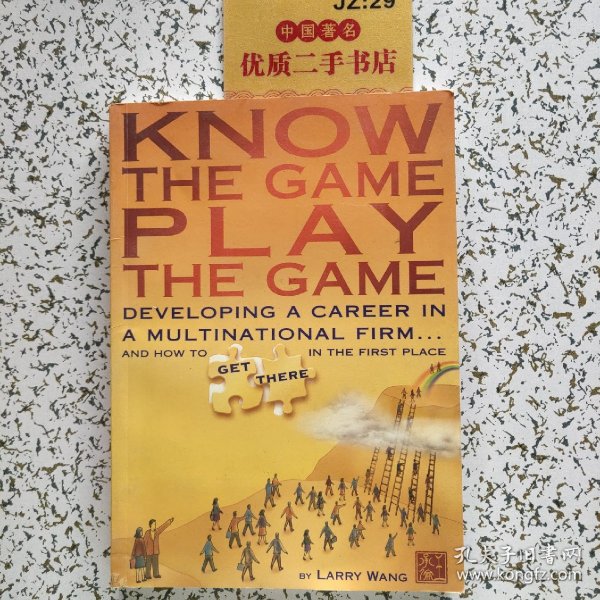 JZ:29
中国著名
优质二手书店
KNOW
THE GAME
PLAY
THE GAME
DEVELOPING A CAREER IN
A MULTINATIONAL FIRM...
AND HOW TO GET THERE IN THE FIRST PLACE
BY LARRY WANG
孔夫子旧书网
www.kongfz.com